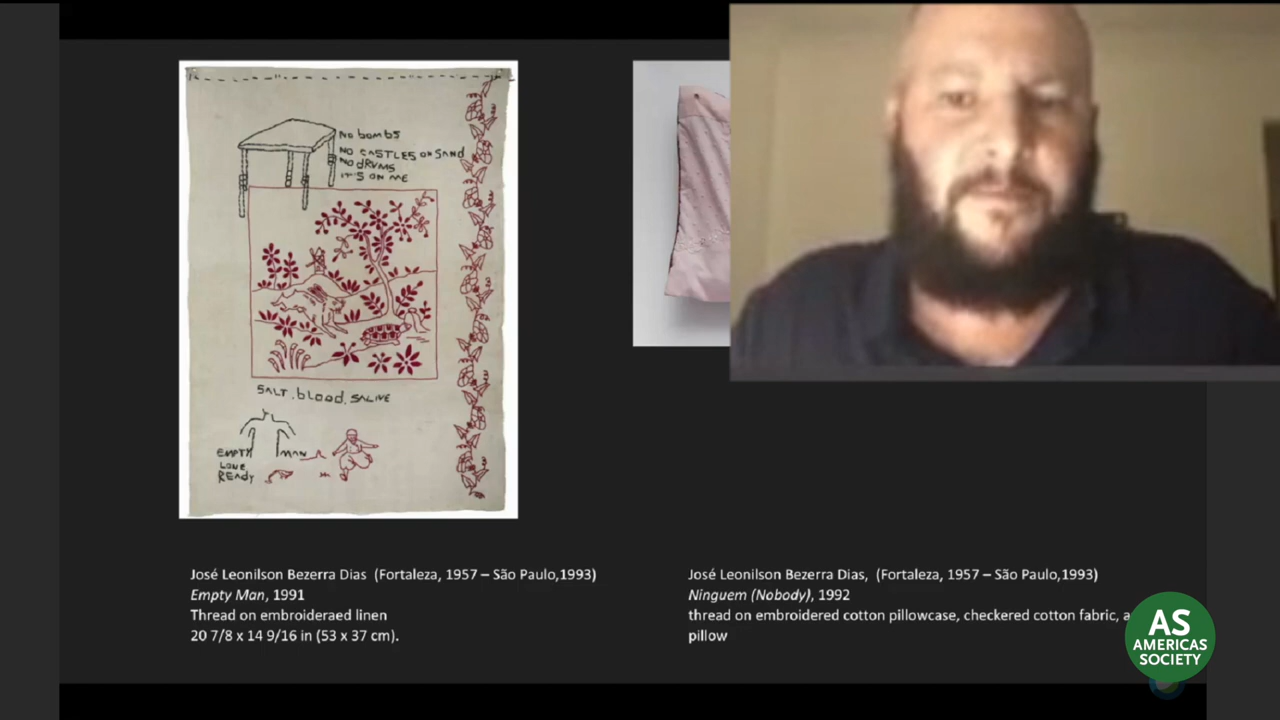 No bombS
NO CASTLES OF SAND
NO dRUMS
IT'S ON ME
SALT.blood.SALIVE
EMPTY MAN
LOVE
REAdY
José Leonilson Bezerra Dias (Fortaleza, 1957 – São Paulo,1993)
Empty Man, 1991
Thread on embroideraed linen
20 7/8 x 14 9/16 in (53 x 37 cm).
José Leonilson Bezerra Dias, (Fortaleza, 1957 – São Paulo,1993)
Ninguem (Nobody), 1992
thread on embroidered cotton pillowcase, checkered cotton fabric, a
pillow
AS
AMERICAS
SOCIETY